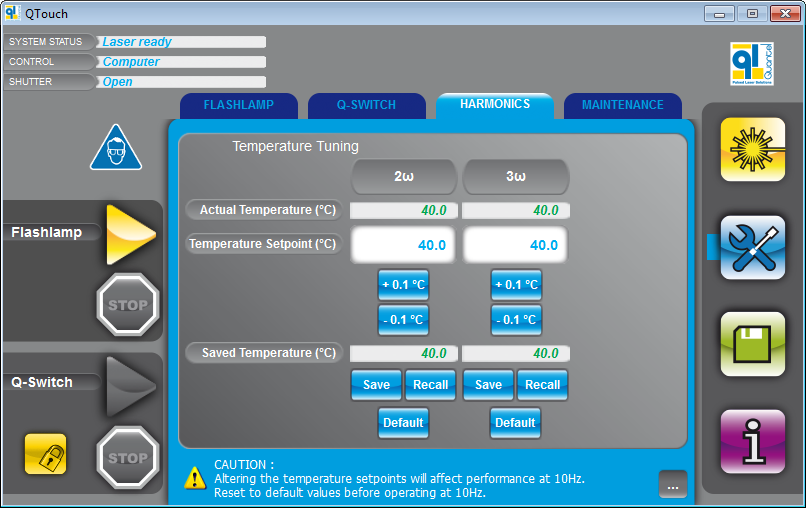 QTouch
SYSTEM STATUS Laser ready
CONTROL Computer
SHUTTER Open
ql Quantel
Pulsed Laser Solutions
FLASHLAMP Q-SWITCH HARMONICS MAINTENANCE
Temperature Tuning
2ω 3ω
Actual Temperature (°C) 40.0 40.0
Flashlamp
Temperature Setpoint (°C) 40.0 40.0
+ 0.1 °C + 0.1 °C
STOP
- 0.1 °C - 0.1 °C
Saved Temperature (°C) 40.0 40.0
Q-Switch
Save Recall Save Recall
Default Default
STOP
CAUTION :
Altering the temperature setpoints will affect performance at 10Hz.
Reset to default values before operating at 10Hz.
...
i